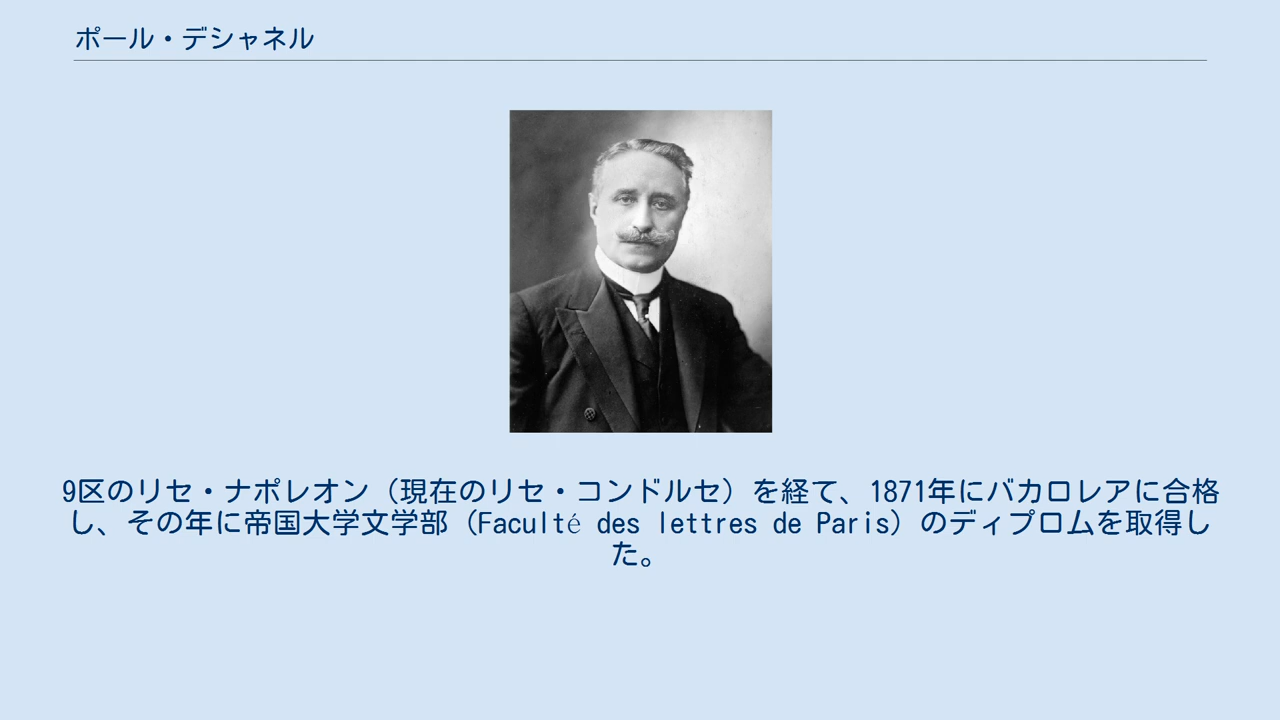 ポール・デシャネル
9区のリセ・ナポレオン（現在のリセ・コンドルセ）を経て、1871年にバカロレアに合格
し、その年に帝国大学文学部（Faculté des lettres de Paris）のディプロムを取得し
た。